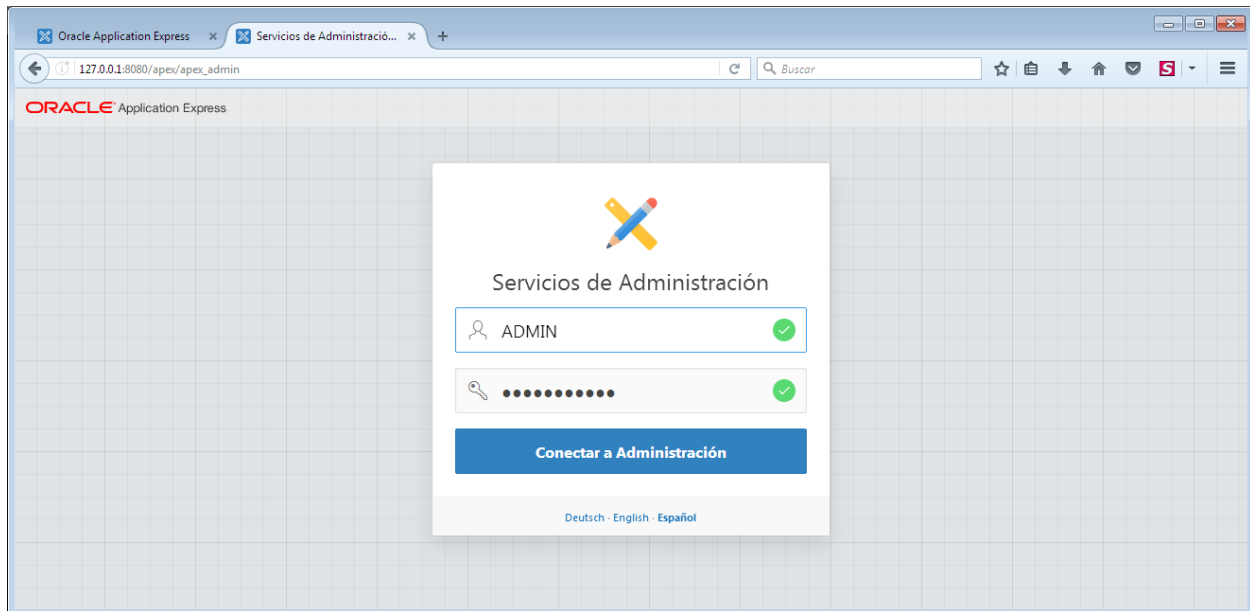 Oracle Application Express
Servicios de Administració...
127.0.0.1:8080/apex/apex_admin
Buscar
S
ORACLE Application Express
Servicios de Administración
ADMIN
●●●●●●●●●●●
Conectar a Administración
Deutsch · English · Español